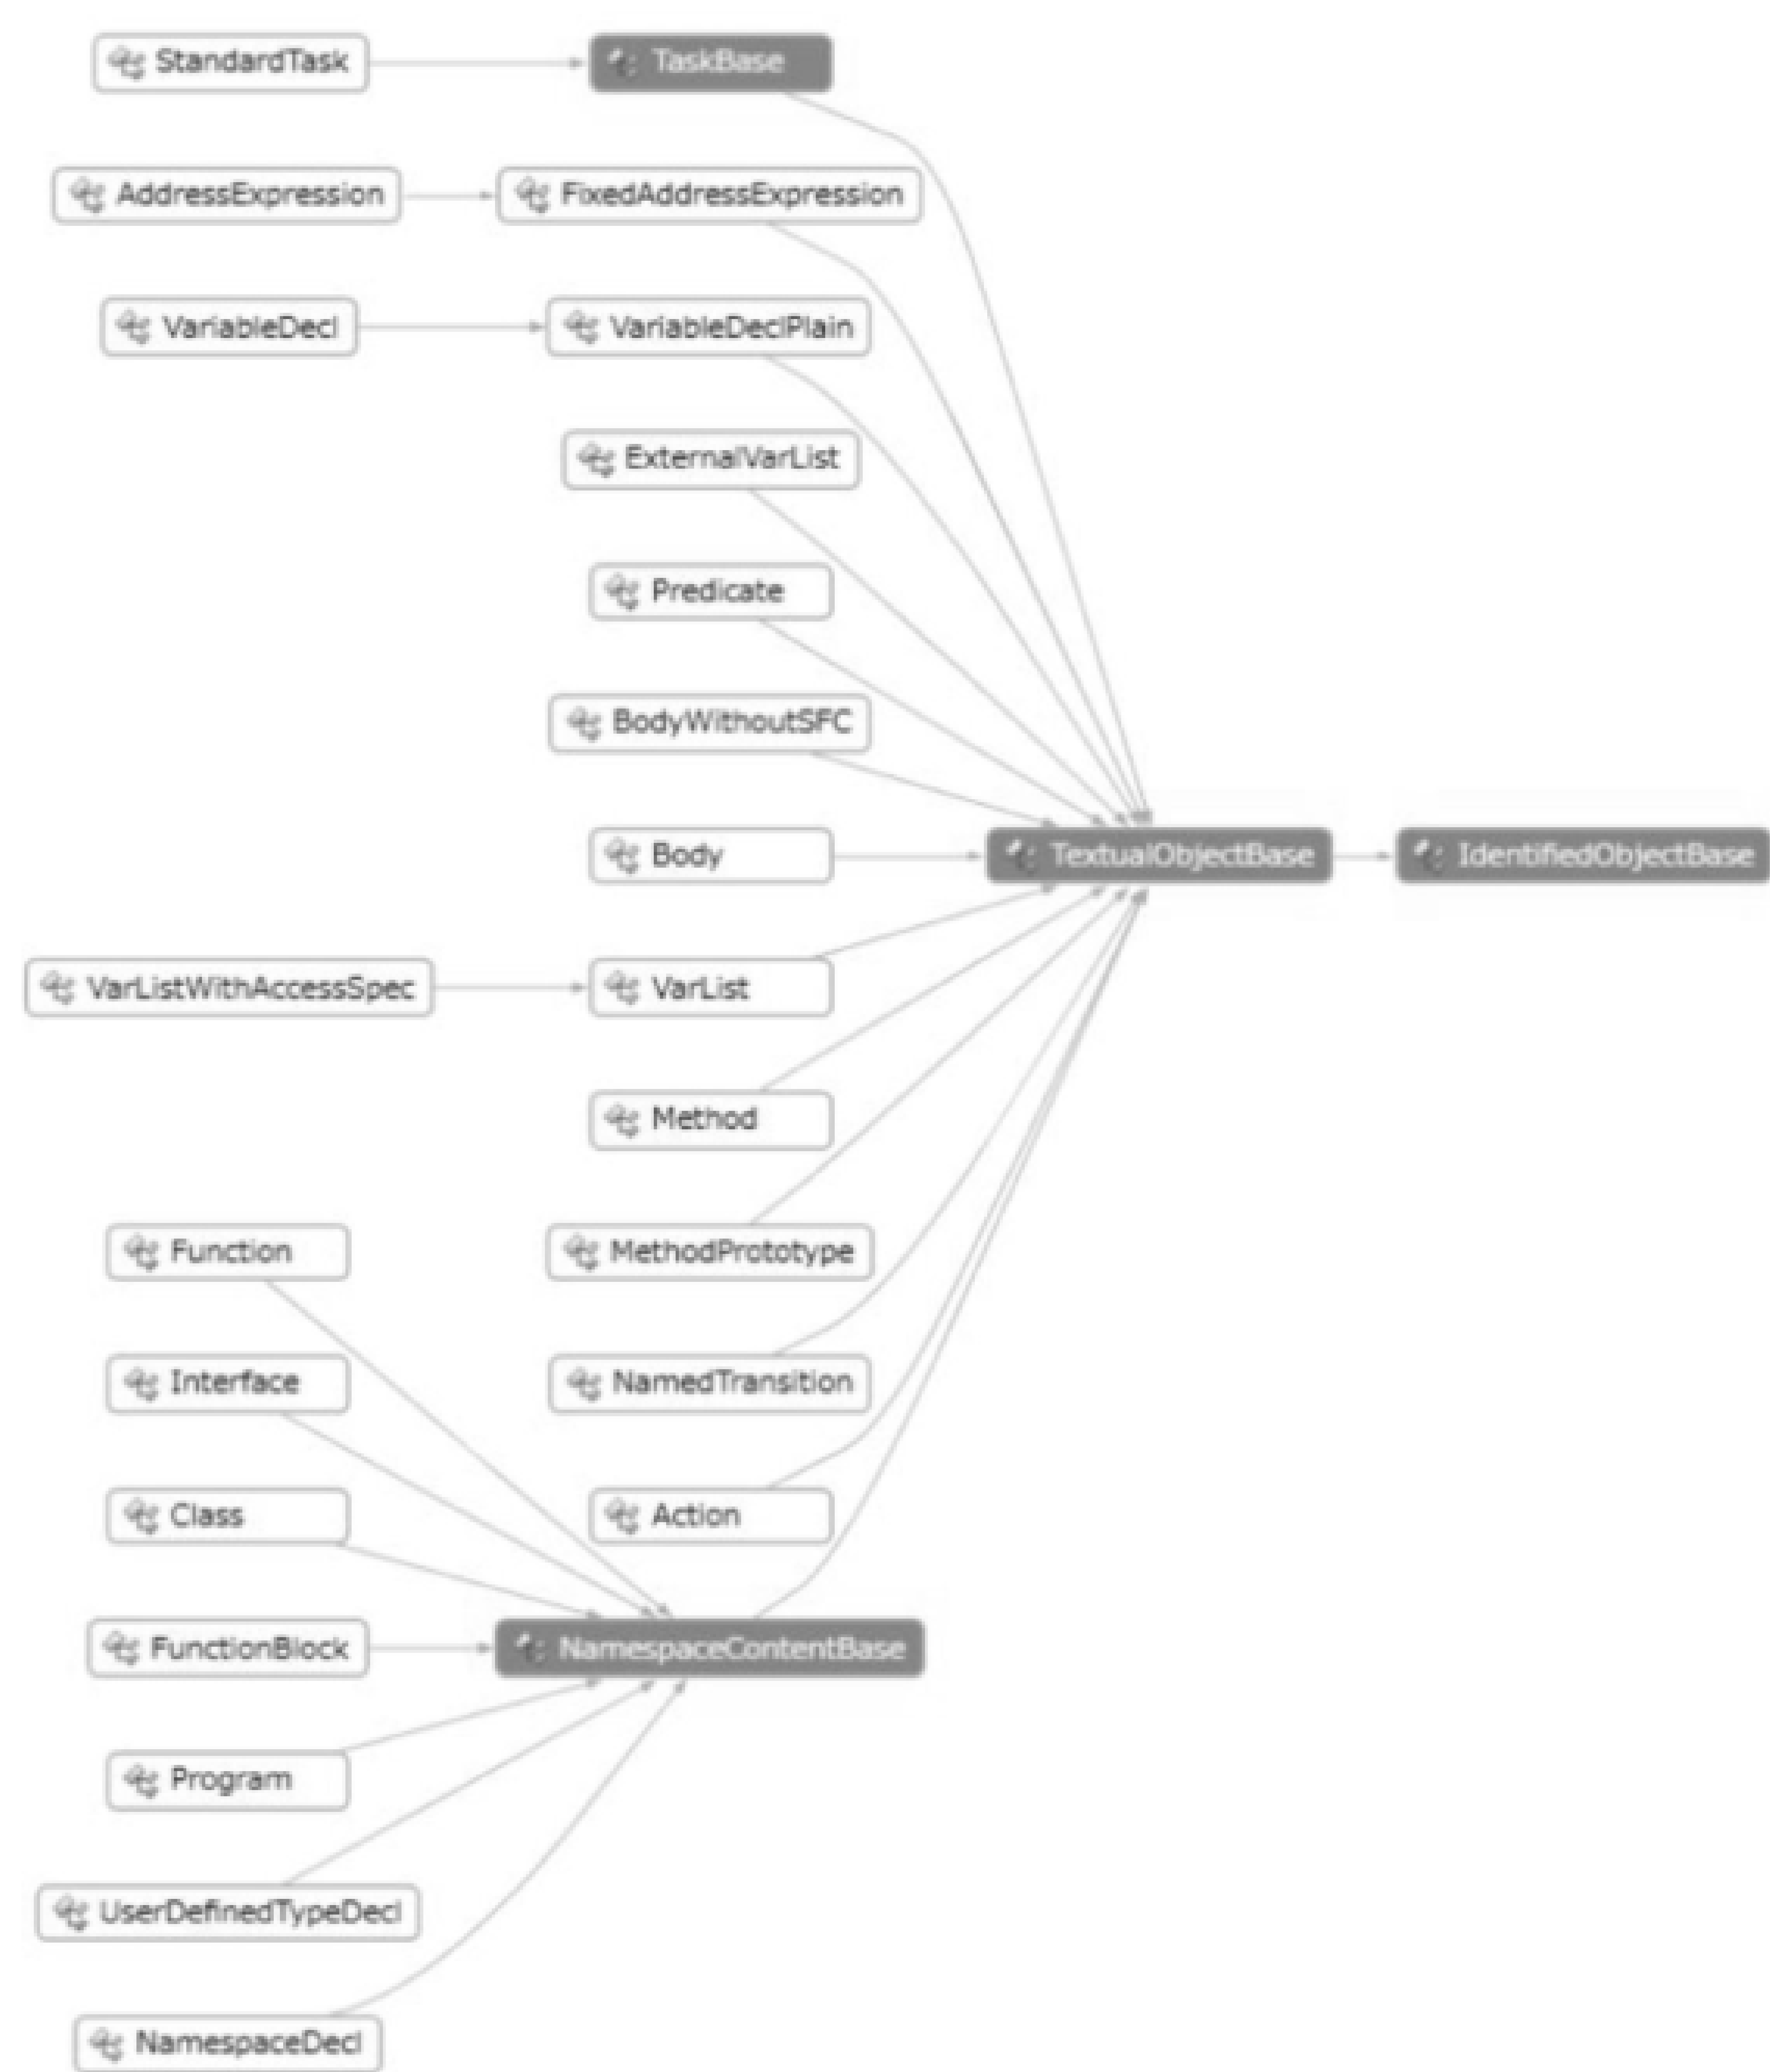 StandardTask
TaskBase
AddressExpression
FixedAddressExpression
VariableDecl
VariableDeclPlain
ExternalVarList
Predicate
BodyWithoutSFC
Body
TextualObjectBase
IdentifiedObjectBase
VarListWithAccessSpec
VarList
Method
Function
MethodPrototype
Interface
NamedTransition
Class
Action
FunctionBlock
NamespaceContentBase
Program
UserDefinedTypeDecl
NamespaceDecl